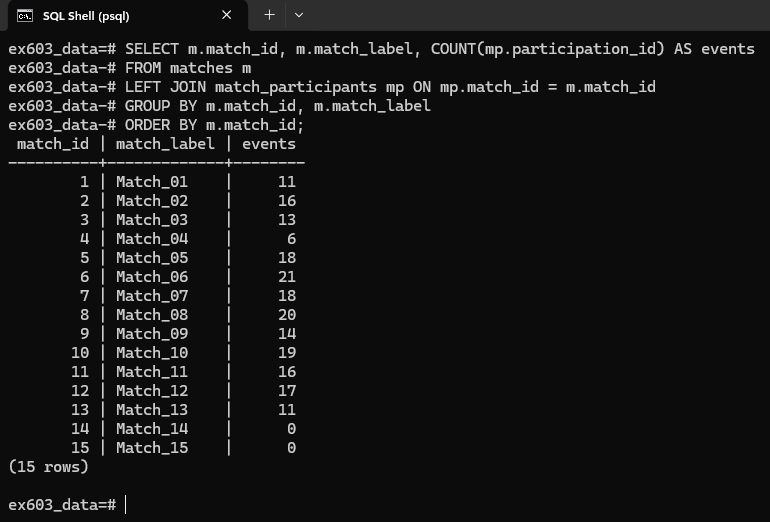 SQL Shell (psql)
ex603_data=# SELECT m.match_id, m.match_label, COUNT(mp.participation_id) AS events
ex603_data-# FROM matches m
ex603_data-# LEFT JOIN match_participants mp ON mp.match_id = m.match_id
ex603_data-# GROUP BY m.match_id, m.match_label
ex603_data-# ORDER BY m.match_id;
 match_id | match_label | events
----------+-------------+--------
        1 | Match_01    |     11
        2 | Match_02    |     16
        3 | Match_03    |     13
        4 | Match_04    |      6
        5 | Match_05    |     18
        6 | Match_06    |     21
        7 | Match_07    |     18
        8 | Match_08    |     20
        9 | Match_09    |     14
       10 | Match_10    |     19
       11 | Match_11    |     16
       12 | Match_12    |     17
       13 | Match_13    |     11
       14 | Match_14    |      0
       15 | Match_15    |      0
(15 rows)
ex603_data=#